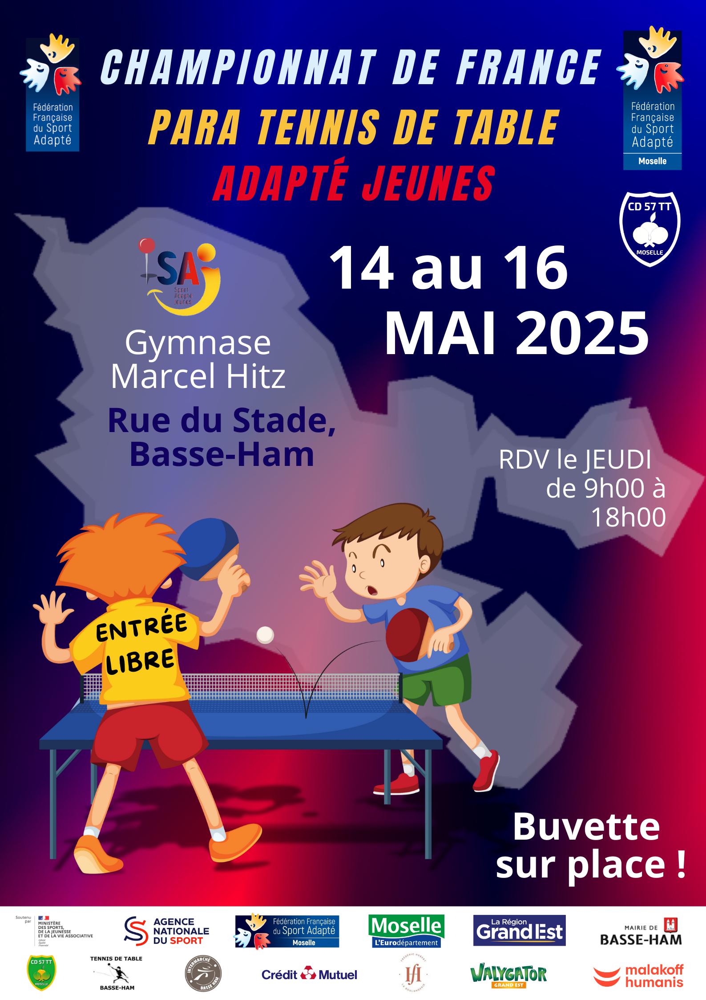 CHAMPIONNAT DE FRANCE
PARA TENNIS DE TABLE
ADAPTÉ JEUNES
Fédération
Française
du Sport
Adapté
Fédération
Française
du Sport
Adapté
Moselle
CD 57 TT
MOSELLE
SAJ
Sport
Adapté
Jeunes
14 au 16
MAI 2025
Gymnase
Marcel Hitz
Rue du Stade,
Basse-Ham
RDV le JEUDI
de 9h00 à
18h00
ENTRÉE
LIBRE
Buvette
sur place !
Soutenu
par
MINISTÈRE
DES SPORTS,
DE LA JEUNESSE
ET DE LA VIE ASSOCIATIVE
Liberté
Égalité
Fraternité
AGENCE
NATIONALE
DU SPORT
Fédération Française
du Sport Adapté
Moselle
Moselle
L'Eurodépartement
La Région
Grand Est
MAIRIE DE
BASSE-HAM
CD 57 TT
MOSELLE
TENNIS DE TABLE
BASSE-HAM
INTERMARCHÉ
BASSE HAM
Crédit Mutuel
FRÉDÉRIC HUBERT
FH
LA BOULANGERIE
WALYGATOR
GRAND EST
malakoff
humanis